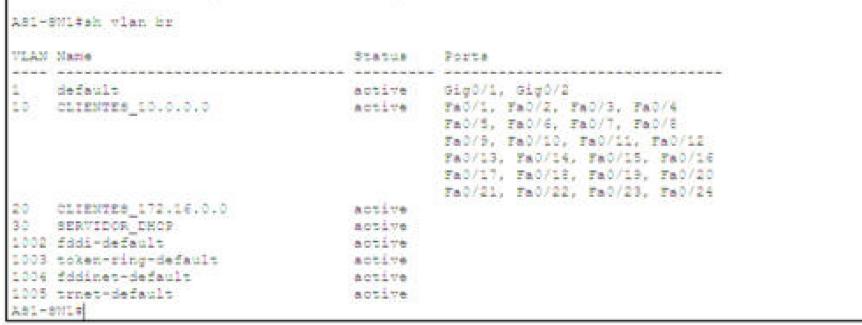 AS1-SW1#sh vlan br
VLAN Name Status Ports
---- -------------------------------- --------- -------------------------------
1 default active Gig0/1, Gig0/2
10 CLIENTES_10.0.0.0 active Fa0/1, Fa0/2, Fa0/3, Fa0/4
Fa0/5, Fa0/6, Fa0/7, Fa0/8
Fa0/9, Fa0/10, Fa0/11, Fa0/12
Fa0/13, Fa0/14, Fa0/15, Fa0/16
Fa0/17, Fa0/18, Fa0/19, Fa0/20
Fa0/21, Fa0/22, Fa0/23, Fa0/24
20 CLIENTES_172.16.0.0 active
30 SERVIDOR_DHCP active
1002 fddi-default active
1003 token-ring-default active
1004 fddinet-default active
1005 trnet-default active
AS1-SW1#